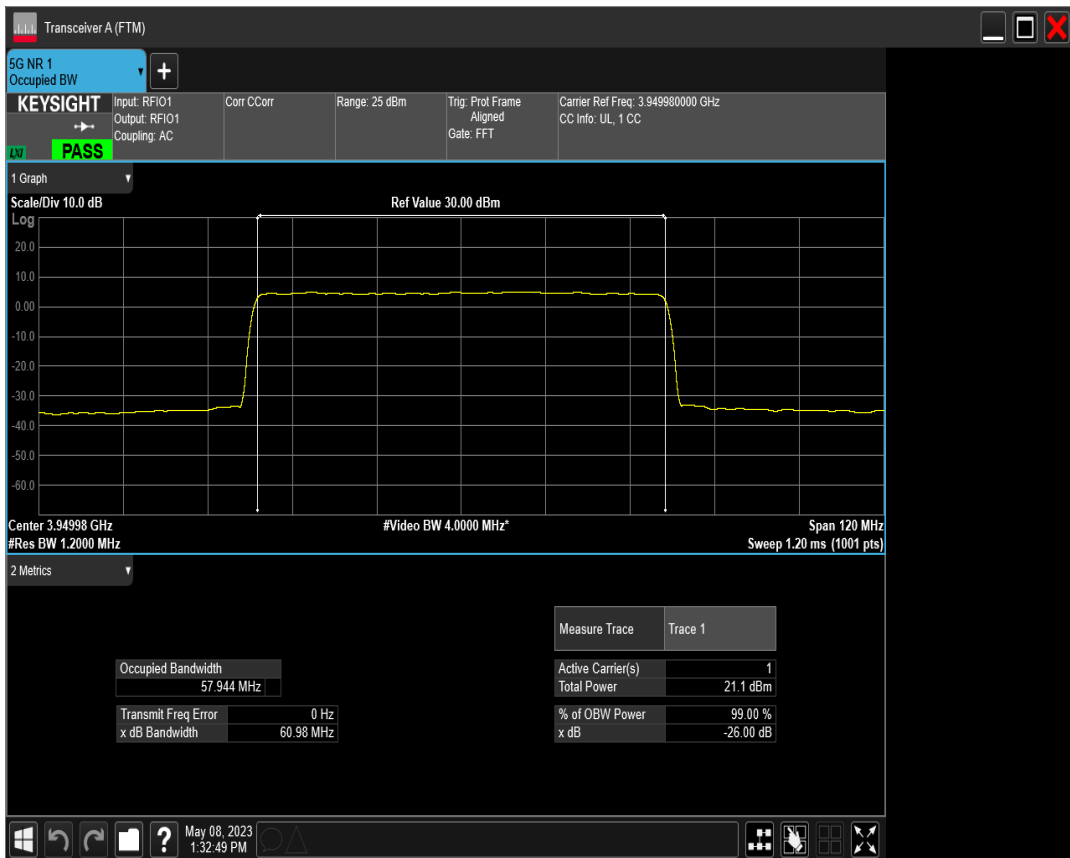 Transceiver A (FTM)
5G NR 1
Occupied BW
+
KEYSIGHT
LXI
PASS
Input: RFIO1
Output: RFIO1
Coupling: AC
Corr CCorr
Range: 25 dBm
Trig: Prot Frame
Aligned
Gate: FFT
Carrier Ref Freq: 3.949980000 GHz
CC Info: UL, 1 CC
1 Graph
Scale/Div 10.0 dB
Ref Value 30.00 dBm
Log
20.0
10.0
0.00
-10.0
-20.0
-30.0
-40.0
-50.0
-60.0
Center 3.94998 GHz
#Video BW 4.0000 MHz*
Span 120 MHz
#Res BW 1.2000 MHz
Sweep 1.20 ms (1001 pts)
2 Metrics
Measure Trace Trace 1
Occupied Bandwidth
57.944 MHz
Active Carrier(s) 1
Total Power 21.1 dBm
Transmit Freq Error 0 Hz
x dB Bandwidth 60.98 MHz
% of OBW Power 99.00 %
x dB -26.00 dB
?
May 08, 2023
1:32:49 PM